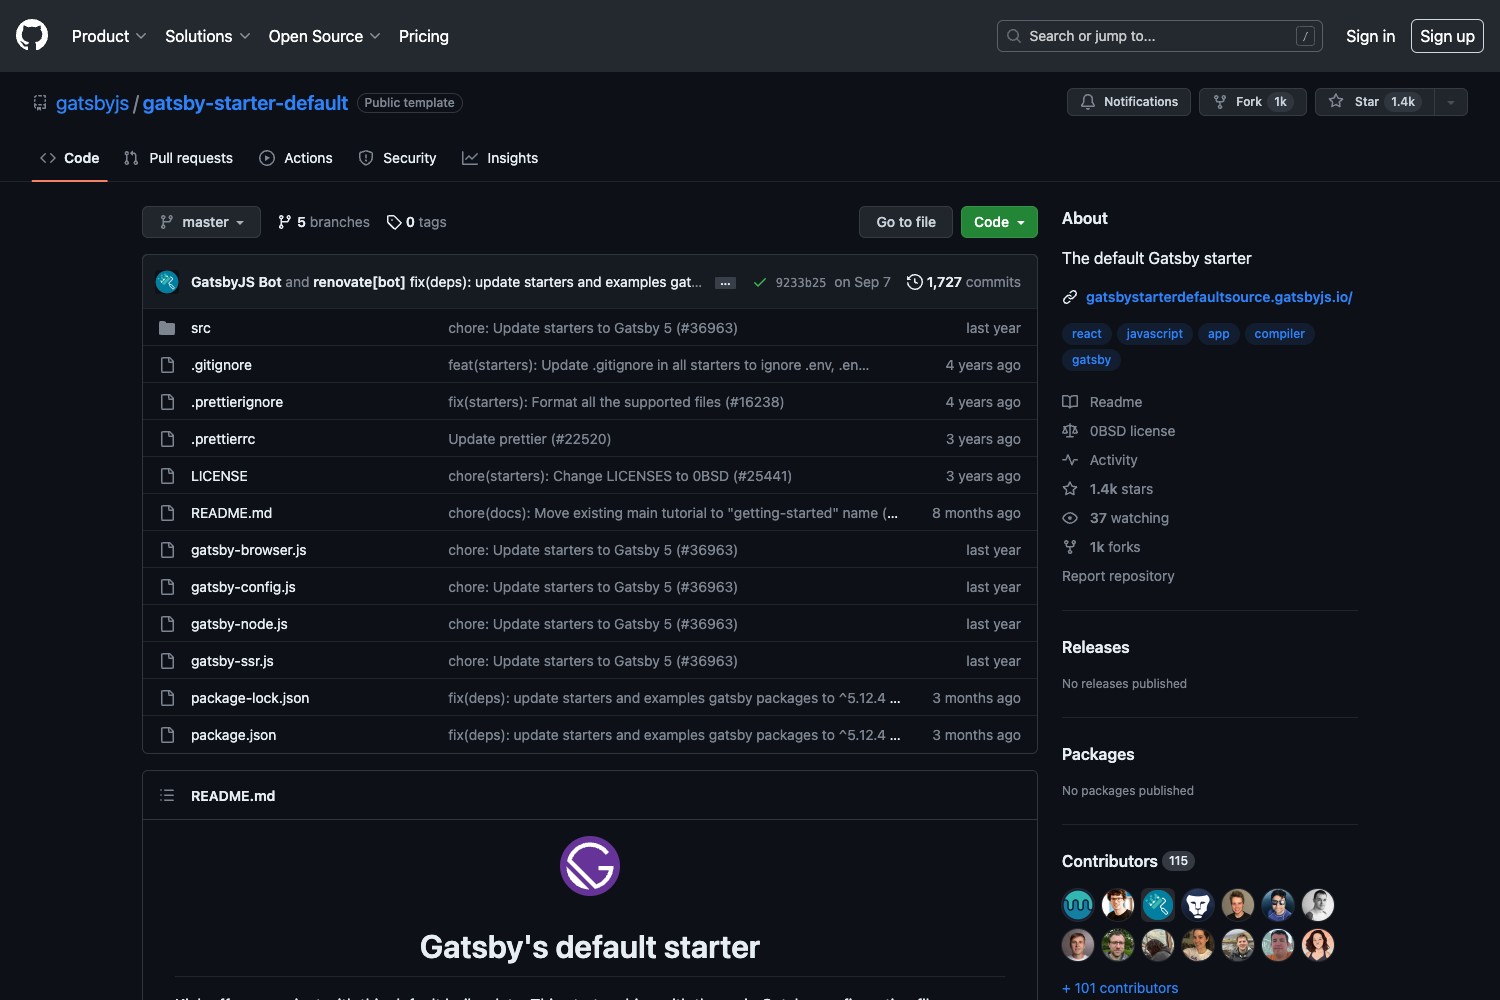 Product Solutions Open Source Pricing Search or jump to... / Sign in Sign up
gatsbyjs / gatsby-starter-default Public template Notifications Fork 1k Star 1.4k
Code Pull requests Actions Security Insights
master 5 branches 0 tags Go to file Code
GatsbyJS Bot and renovate[bot] fix(deps): update starters and examples gat... ... 9233b25 on Sep 7 1,727 commits
src chore: Update starters to Gatsby 5 (#36963) last year
.gitignore feat(starters): Update .gitignore in all starters to ignore .env, .en... 4 years ago
.prettierignore fix(starters): Format all the supported files (#16238) 4 years ago
.prettierrc Update prettier (#22520) 3 years ago
LICENSE chore(starters): Change LICENSES to 0BSD (#25441) 3 years ago
README.md chore(docs): Move existing main tutorial to "getting-started" name (... 8 months ago
gatsby-browser.js chore: Update starters to Gatsby 5 (#36963) last year
gatsby-config.js chore: Update starters to Gatsby 5 (#36963) last year
gatsby-node.js chore: Update starters to Gatsby 5 (#36963) last year
gatsby-ssr.js chore: Update starters to Gatsby 5 (#36963) last year
package-lock.json fix(deps): update starters and examples gatsby packages to ^5.12.4 ... 3 months ago
package.json fix(deps): update starters and examples gatsby packages to ^5.12.4 ... 3 months ago
README.md
Gatsby's default starter
About
The default Gatsby starter
gatsbystarterdefaultsource.gatsbyjs.io/
react javascript app compiler
gatsby
Readme
0BSD license
Activity
1.4k stars
37 watching
1k forks
Report repository
Releases
No releases published
Packages
No packages published
Contributors 115
+ 101 contributors